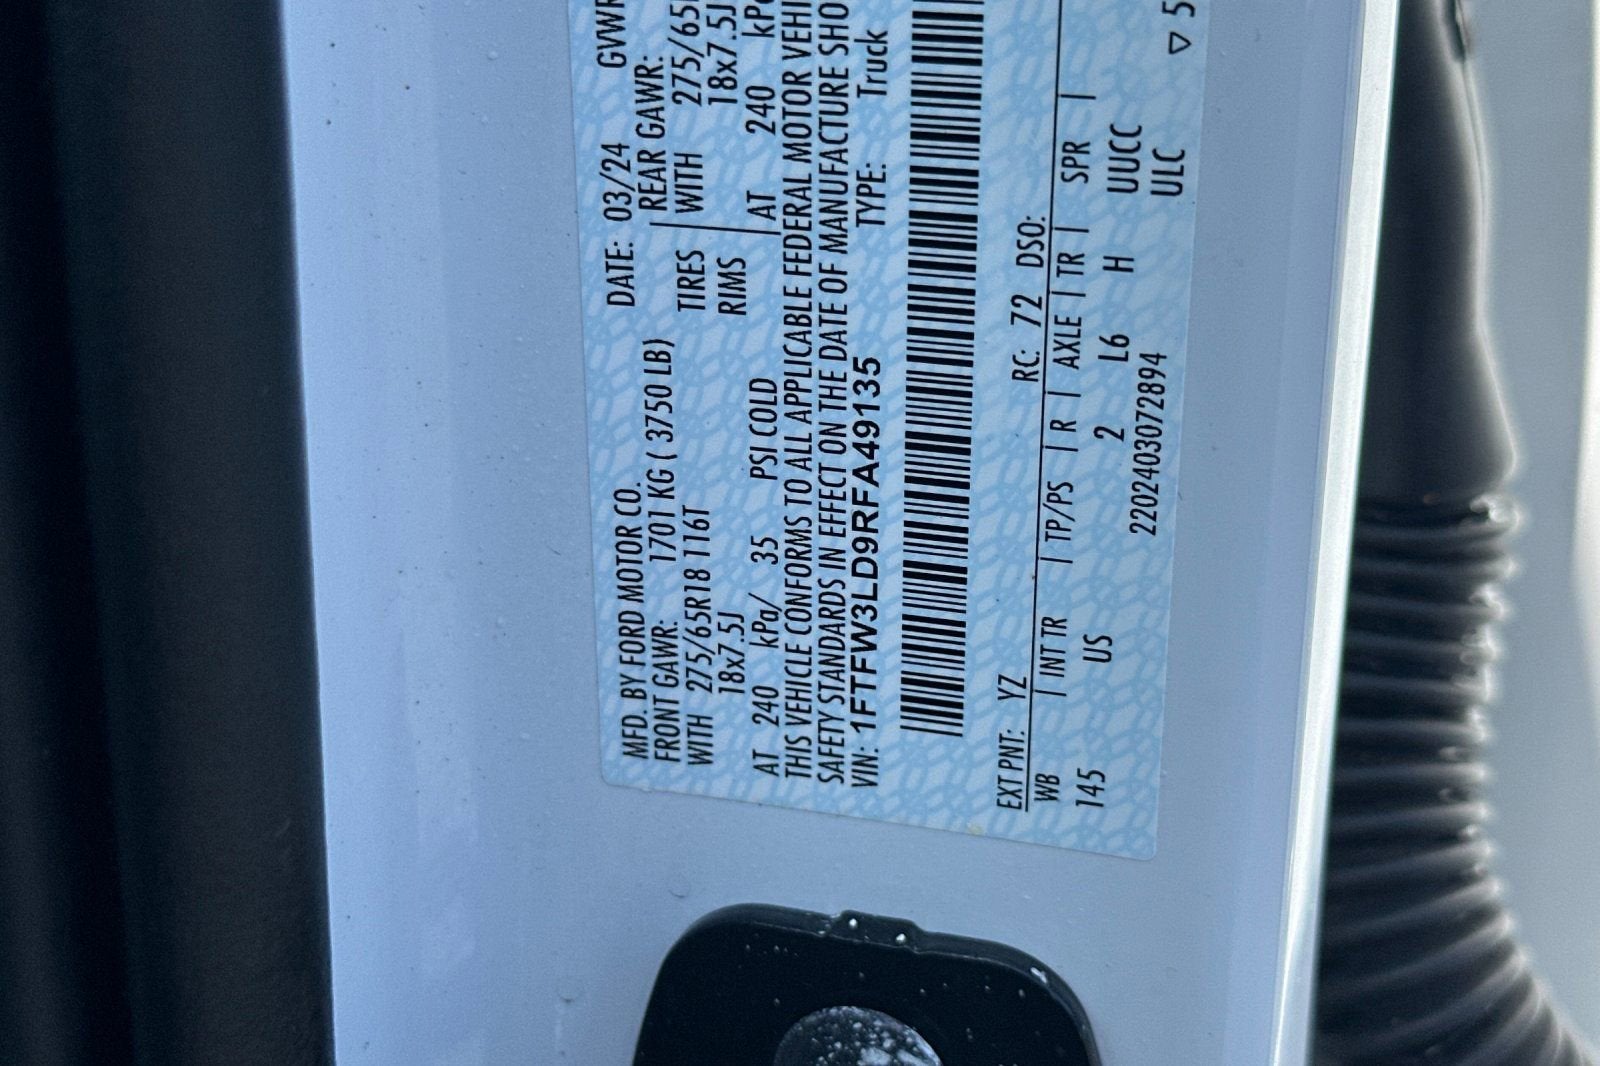 MFD. BY FORD MOTOR CO. DATE: 03/24 GVWR
FRONT GAWR: 1701 KG ( 3750 LB) REAR GAWR:
WITH 275/65R18 116T TIRES WITH 275/65
18x7.5J RIMS 18x7.5J
AT 240 kPa/ 35 PSI COLD AT 240
THIS VEHICLE CONFORMS TO ALL APPLICABLE FEDERAL MOTOR VEHI
SAFETY STANDARDS IN EFFECT ON THE DATE OF MANUFACTURE SHO
VIN: 1FTFW3LD9RFA49135 TYPE: Truck
EXT PNT: YZ RC: 72 DSO:
WB | INT TR | TP/PS | R | AXLE | TR | SPR |
145 US 2 L6 H UUCC
220240307289​4 ULC ▽ 5